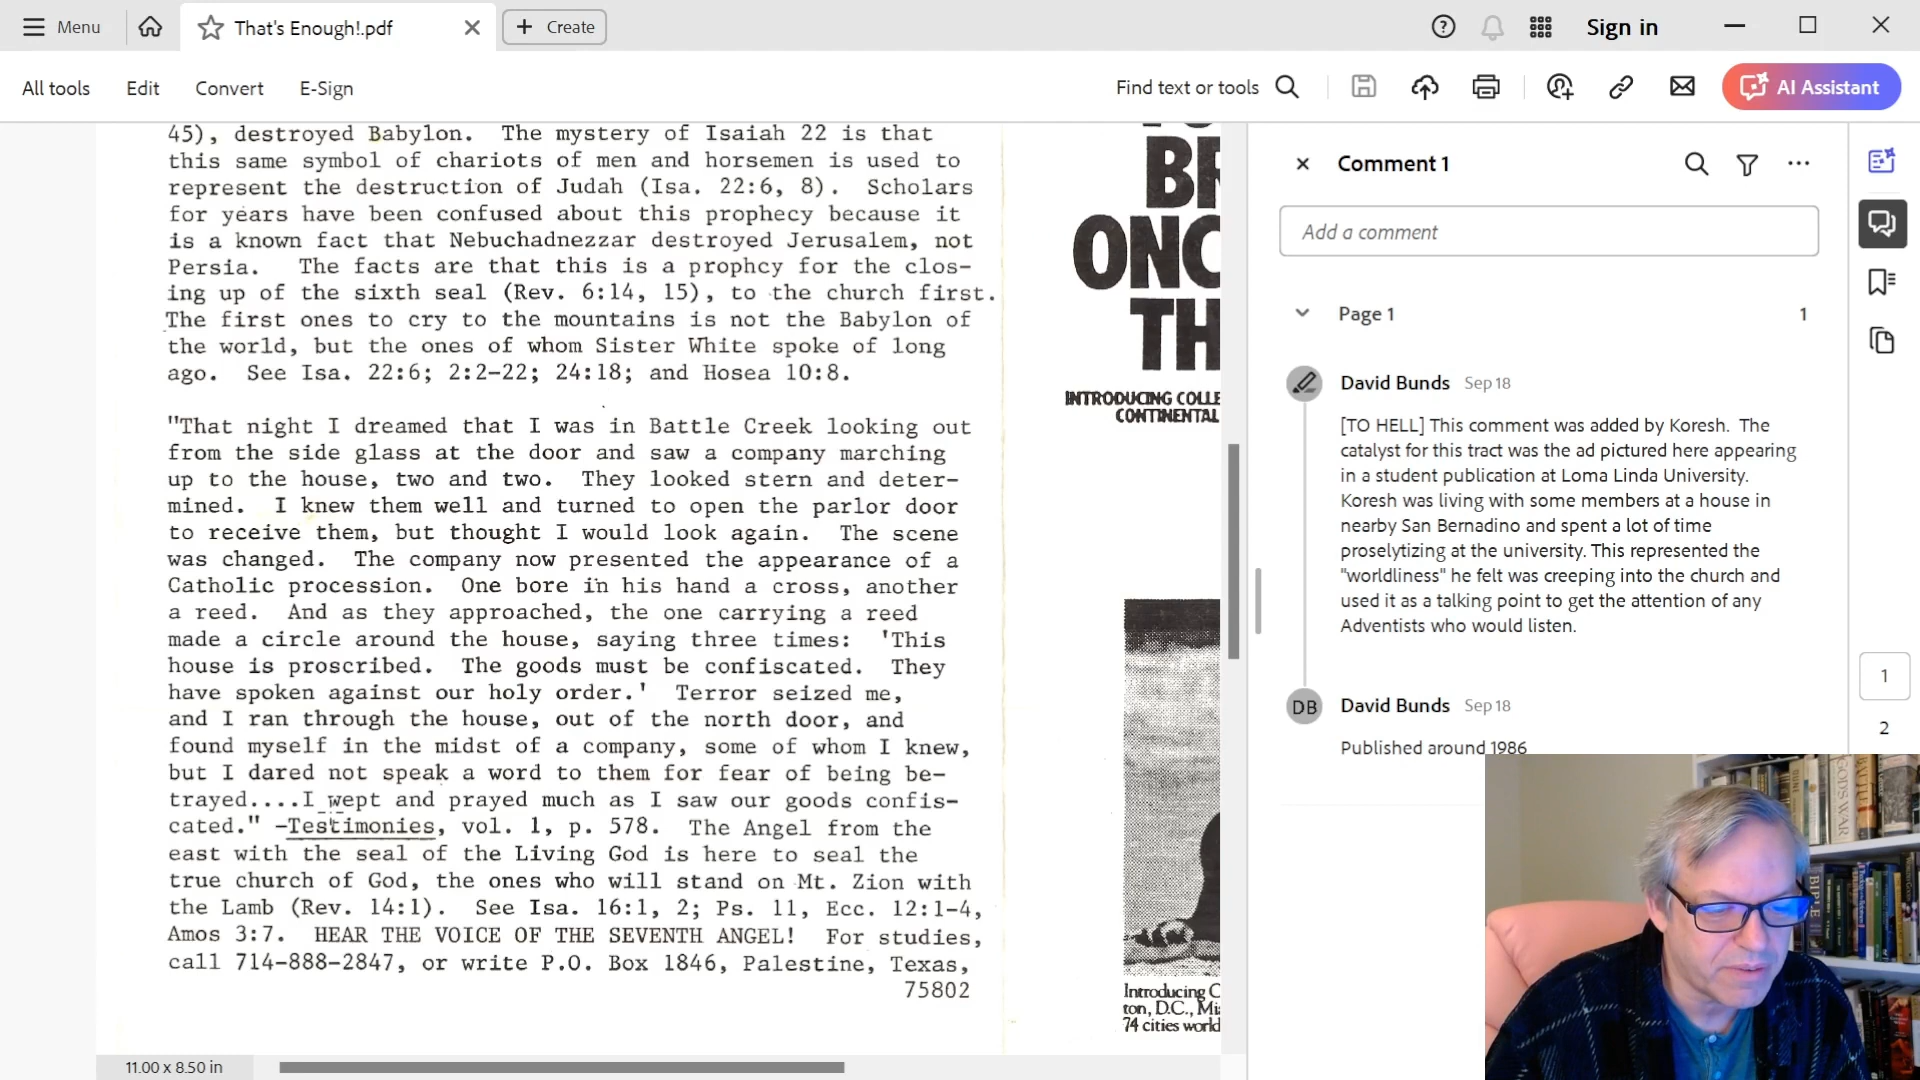 Menu
That's Enough!.pdf
Create
Sign in
All tools
Edit
Convert
E-Sign
Find text or tools
AI Assistant
45), destroyed Babylon. The mystery of Isaiah 22 is that
this same symbol of chariots of men and horsemen is used to
represent the destruction of Judah (Isa. 22:6, 8). Scholars
for years have been confused about this prophecy because it
is a known fact that Nebuchadnezzar destroyed Jerusalem, not
Persia. The facts are that this is a prophcy for the clos-
ing up of the sixth seal (Rev. 6:14, 15), to the church first.
The first ones to cry to the mountains is not the Babylon of
the world, but the ones of whom Sister White spoke of long
ago. See Isa. 22:6; 2:2-22; 24:18; and Hosea 10:8.
"That night I dreamed that I was in Battle Creek looking out
from the side glass at the door and saw a company marching
up to the house, two and two. They looked stern and deter-
mined. I knew them well and turned to open the parlor door
to receive them, but thought I would look again. The scene
was changed. The company now presented the appearance of a
Catholic procession. One bore in his hand a cross, another
a reed. And as they approached, the one carrying a reed
made a circle around the house, saying three times: 'This
house is proscribed. The goods must be confiscated. They
have spoken against our holy order.' Terror seized me,
and I ran through the house, out of the north door, and
found myself in the midst of a company, some of whom I knew,
but I dared not speak a word to them for fear of being be-
trayed....I wept and prayed much as I saw our goods confis-
cated." -Testimonies, vol. 1, p. 578. The Angel from the
east with the seal of the Living God is here to seal the
true church of God, the ones who will stand on Mt. Zion with
the Lamb (Rev. 14:1). See Isa. 16:1, 2; Ps. 11, Ecc. 12:1-4,
Amos 3:7. HEAR THE VOICE OF THE SEVENTH ANGEL! For studies,
call 714-888-2847, or write P.O. Box 1846, Palestine, Texas,
75802
11.00 x 8.50 in
BR
ONC
TH
INTRODUCING COLLE
CONTINENTAL
Introducing C
ton, D.C., Mi
74 cities world
Comment 1
Add a comment
Page 1
1
David Bunds Sep 18
[TO HELL] This comment was added by Koresh. The
catalyst for this tract was the ad pictured here appearing
in a student publication at Loma Linda University.
Koresh was living with some members at a house in
nearby San Bernadino and spent a lot of time
proselytizing at the university. This represented the
"worldliness" he felt was creeping into the church and
used it as a talking point to get the attention of any
Adventists who would listen.
DB
David Bunds Sep 18
Published around 1986
1
2
GOD'S WAR
BATTLE
BIBLE